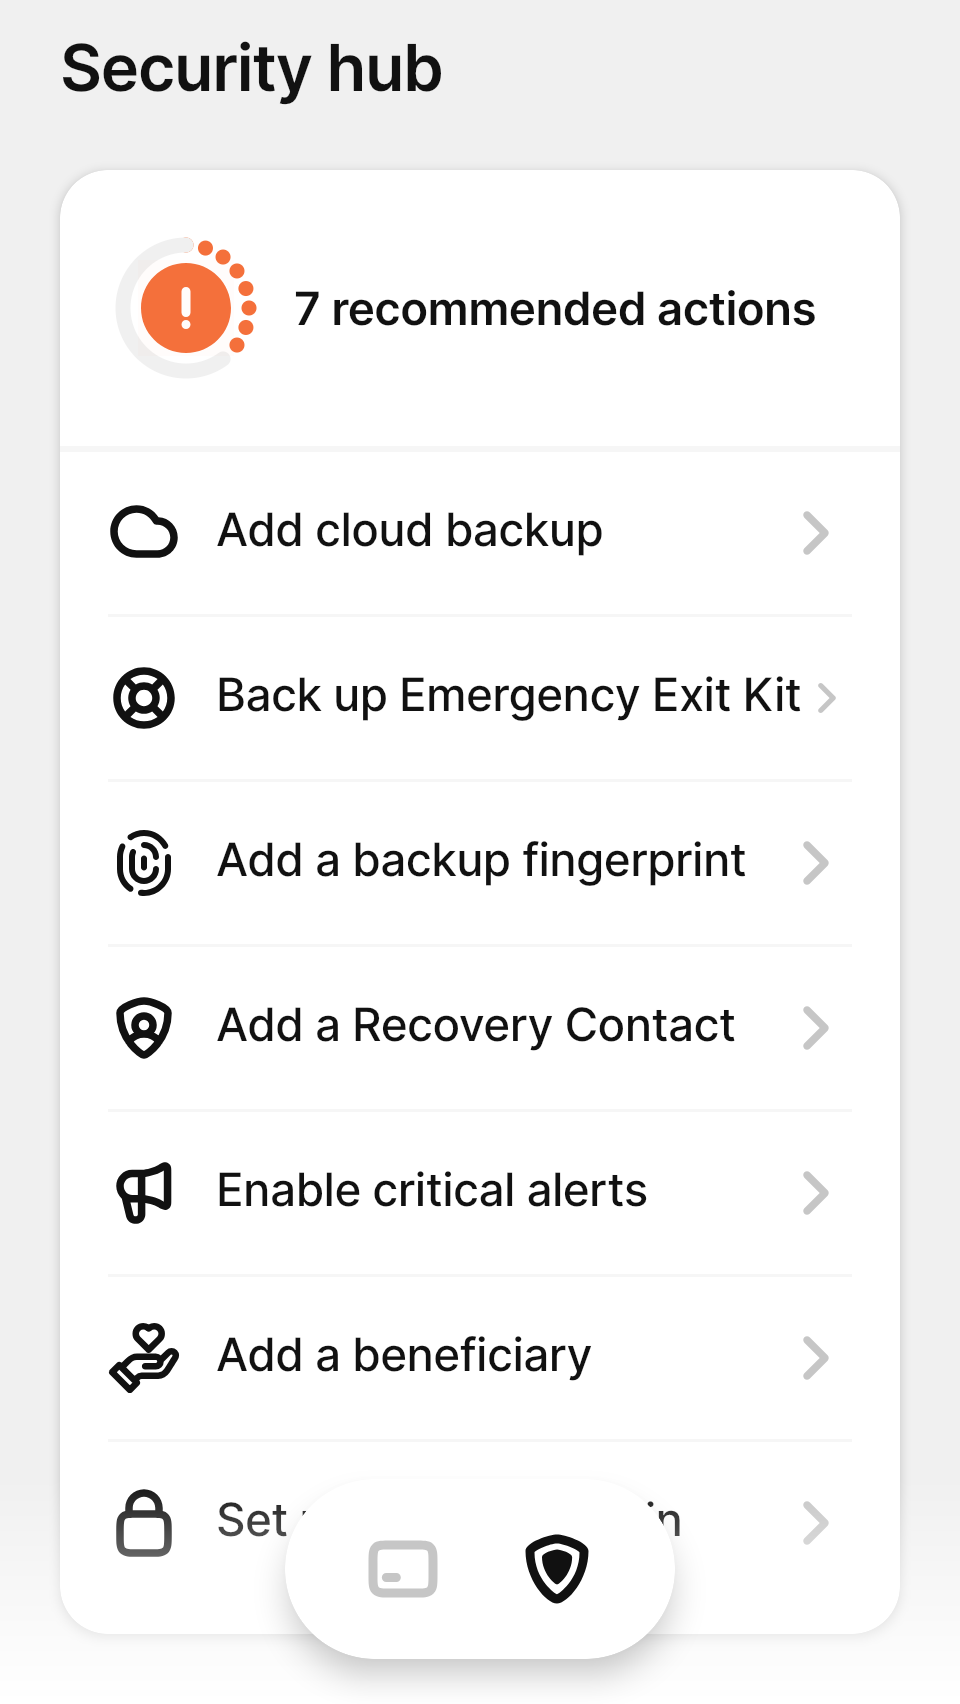 Security hub
7 recommended actions
Add cloud backup
Back up Emergency Exit Kit
Add a backup fingerprint
Add a Recovery Contact
Enable critical alerts
Add a beneficiary
Set